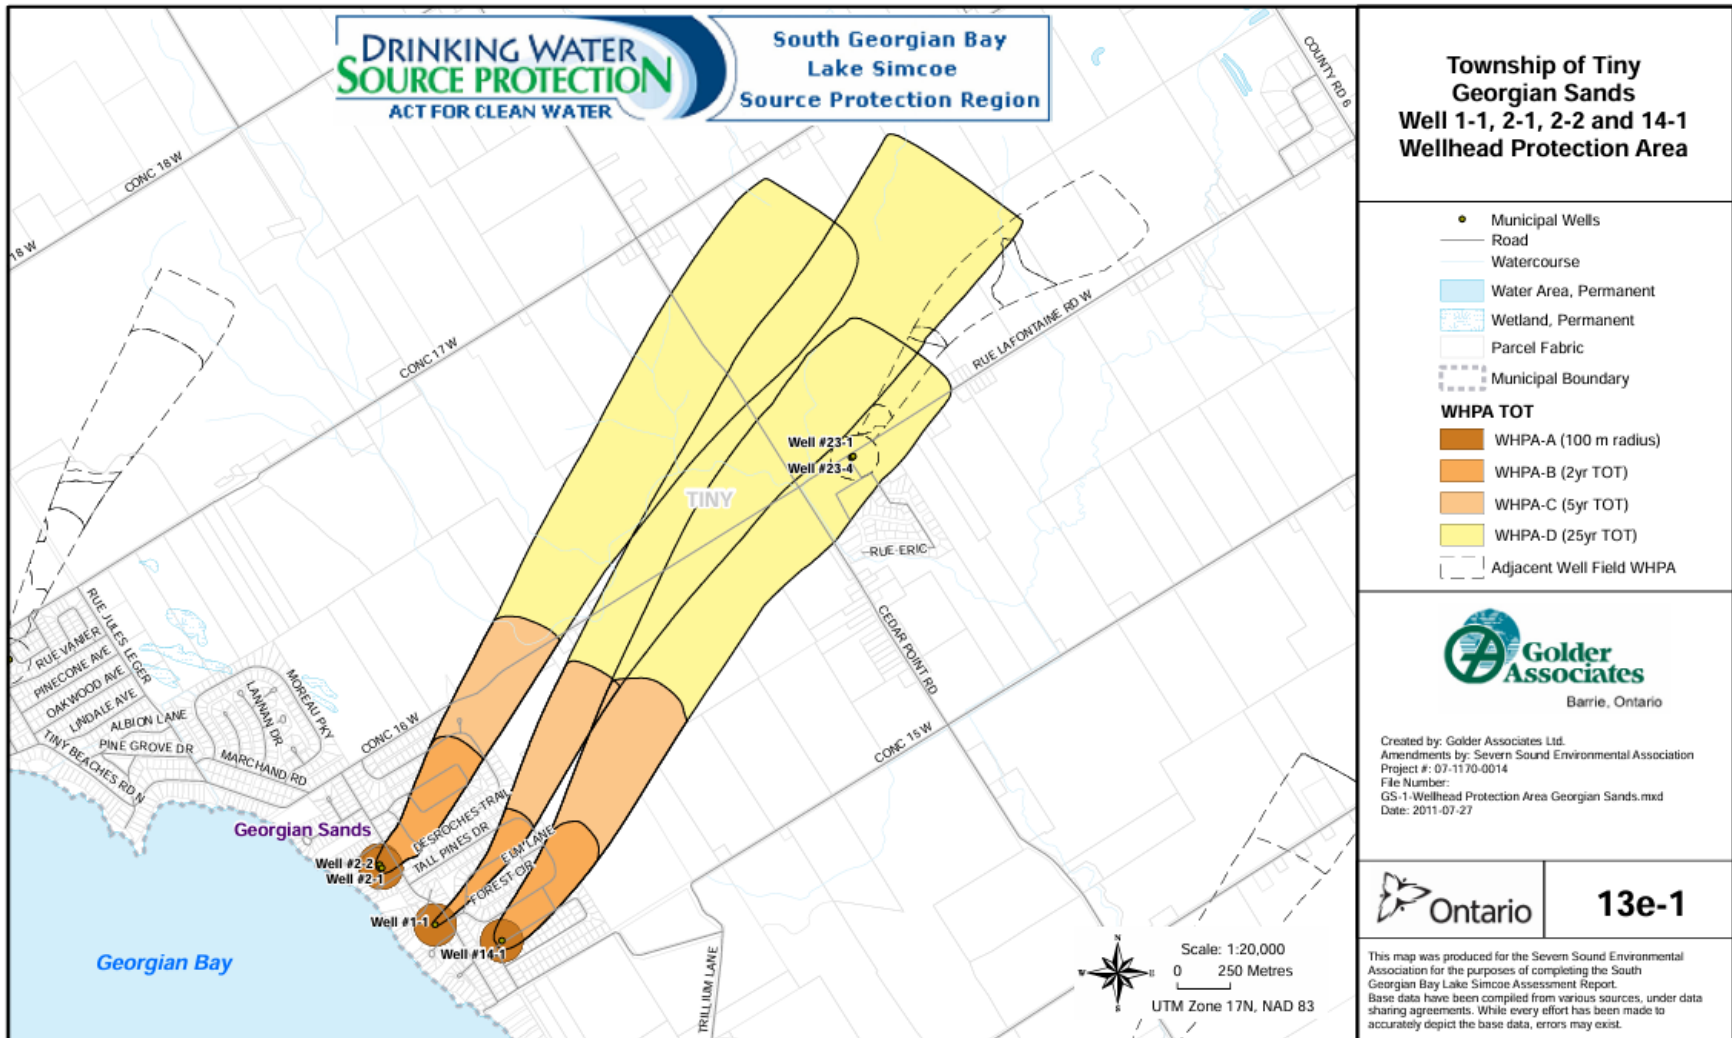 DRINKING WATER
SOURCE PROTECTION
ACT FOR CLEAN WATER
South Georgian Bay
Lake Simcoe
Source Protection Region
COUNTY RD 6
CONC 18 W
18 W
CONC 17 W
RUE LAFONTAINE RD W
Well #23-1
Well #23-4
TINY
RUE ERIC
CEDAR POINT RD
RUE JULES LEGER
RUE VANIER
PINECONE AVE
OAKWOOD AVE
LINDALE AVE
ALBION LANE
PINE GROVE DR
TINY BEACHES RD N
MARCHAND RD
LANNAN DR
MOREAU PKY
CONC 16 W
CONC 15 W
DESROCHES TRAIL
TALL PINES DR
ELM LANE
FOREST CIR
Georgian Sands
Well #2-2
Well #2-1
Well #1-1
Well #14-1
TRILLIUM LANE
Georgian Bay
N
W
E
S
Scale: 1:20,000
0 250 Metres
UTM Zone 17N, NAD 83
Township of Tiny
Georgian Sands
Well 1-1, 2-1, 2-2 and 14-1
Wellhead Protection Area
Municipal Wells
Road
Watercourse
Water Area, Permanent
Wetland, Permanent
Parcel Fabric
Municipal Boundary
WHPA TOT
WHPA-A (100 m radius)
WHPA-B (2yr TOT)
WHPA-C (5yr TOT)
WHPA-D (25yr TOT)
Adjacent Well Field WHPA
Golder
Associates
Barrie, Ontario
Created by: Golder Associates Ltd.
Amendments by: Severn Sound Environmental Association
Project #: 07-1170-0014
File Number:
GS-1-Wellhead Protection Area Georgian Sands.mxd
Date: 2011-07-27
Ontario
13e-1
This map was produced for the Severn Sound Environmental
Association for the purposes of completing the South
Georgian Bay Lake Simcoe Assessment Report.
Base data have been compiled from various sources, under data
sharing agreements. While every effort has been made to
accurately depict the base data, errors may exist.